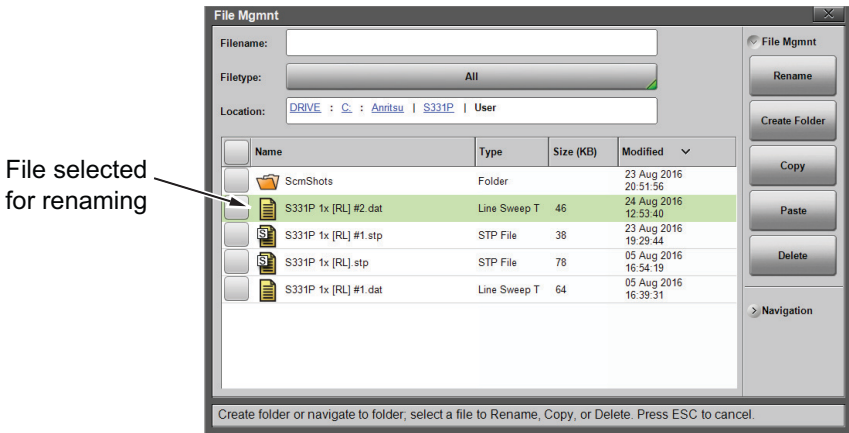 File Mgmnt
Filename:
File Mgmnt
Filetype:
All
Rename
Location:
DRIVE : C: : Anritsu | S331P | User
Create Folder
Name Type Size (KB) Modified
File selected
for renaming
ScmShots Folder 23 Aug 2016
20:51:56
Copy
S331P 1x [RL] #2.dat Line Sweep T 46 24 Aug 2016
12:53:40
Paste
S331P 1x [RL] #1.stp STP File 38 23 Aug 2016
19:29:44
S331P 1x [RL].stp STP File 78 05 Aug 2016
16:54:19
Delete
S331P 1x [RL] #1.dat Line Sweep T 64 05 Aug 2016
16:39:31
Navigation
Create folder or navigate to folder; select a file to Rename, Copy, or Delete. Press ESC to cancel.